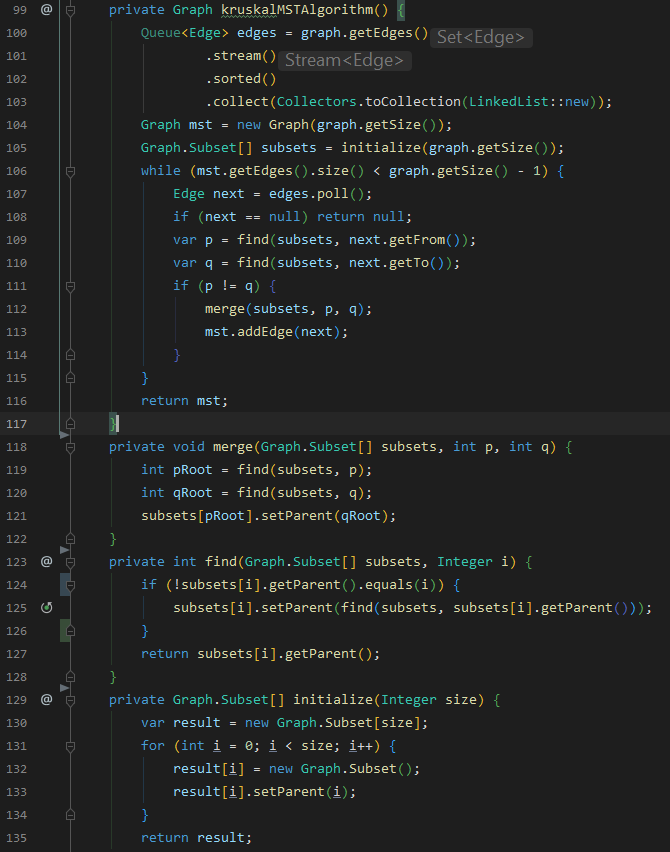 99 @ private Graph kruskalMSTAlgorithm() {
100 Queue<Edge> edges = graph.getEdges() Set<Edge>
101 .stream() Stream<Edge>
102 .sorted()
103 .collect(Collectors.toCollection(LinkedList::new));
104 Graph mst = new Graph(graph.getSize());
105 Graph.Subset[] subsets = initialize(graph.getSize());
106 while (mst.getEdges().size() < graph.getSize() - 1) {
107 Edge next = edges.poll();
108 if (next == null) return null;
109 var p = find(subsets, next.getFrom());
110 var q = find(subsets, next.getTo());
111 if (p != q) {
112 merge(subsets, p, q);
113 mst.addEdge(next);
114 }
115 }
116 return mst;
117 }
118 private void merge(Graph.Subset[] subsets, int p, int q) {
119 int pRoot = find(subsets, p);
120 int qRoot = find(subsets, q);
121 subsets[pRoot].setParent(qRoot);
122 }
123 @ private int find(Graph.Subset[] subsets, Integer i) {
124 if (!subsets[i].getParent().equals(i)) {
125 subsets[i].setParent(find(subsets, subsets[i].getParent()));
126 }
127 return subsets[i].getParent();
128 }
129 @ private Graph.Subset[] initialize(Integer size) {
130 var result = new Graph.Subset[size];
131 for (int i = 0; i < size; i++) {
132 result[i] = new Graph.Subset();
133 result[i].setParent(i);
134 }
135 return result;